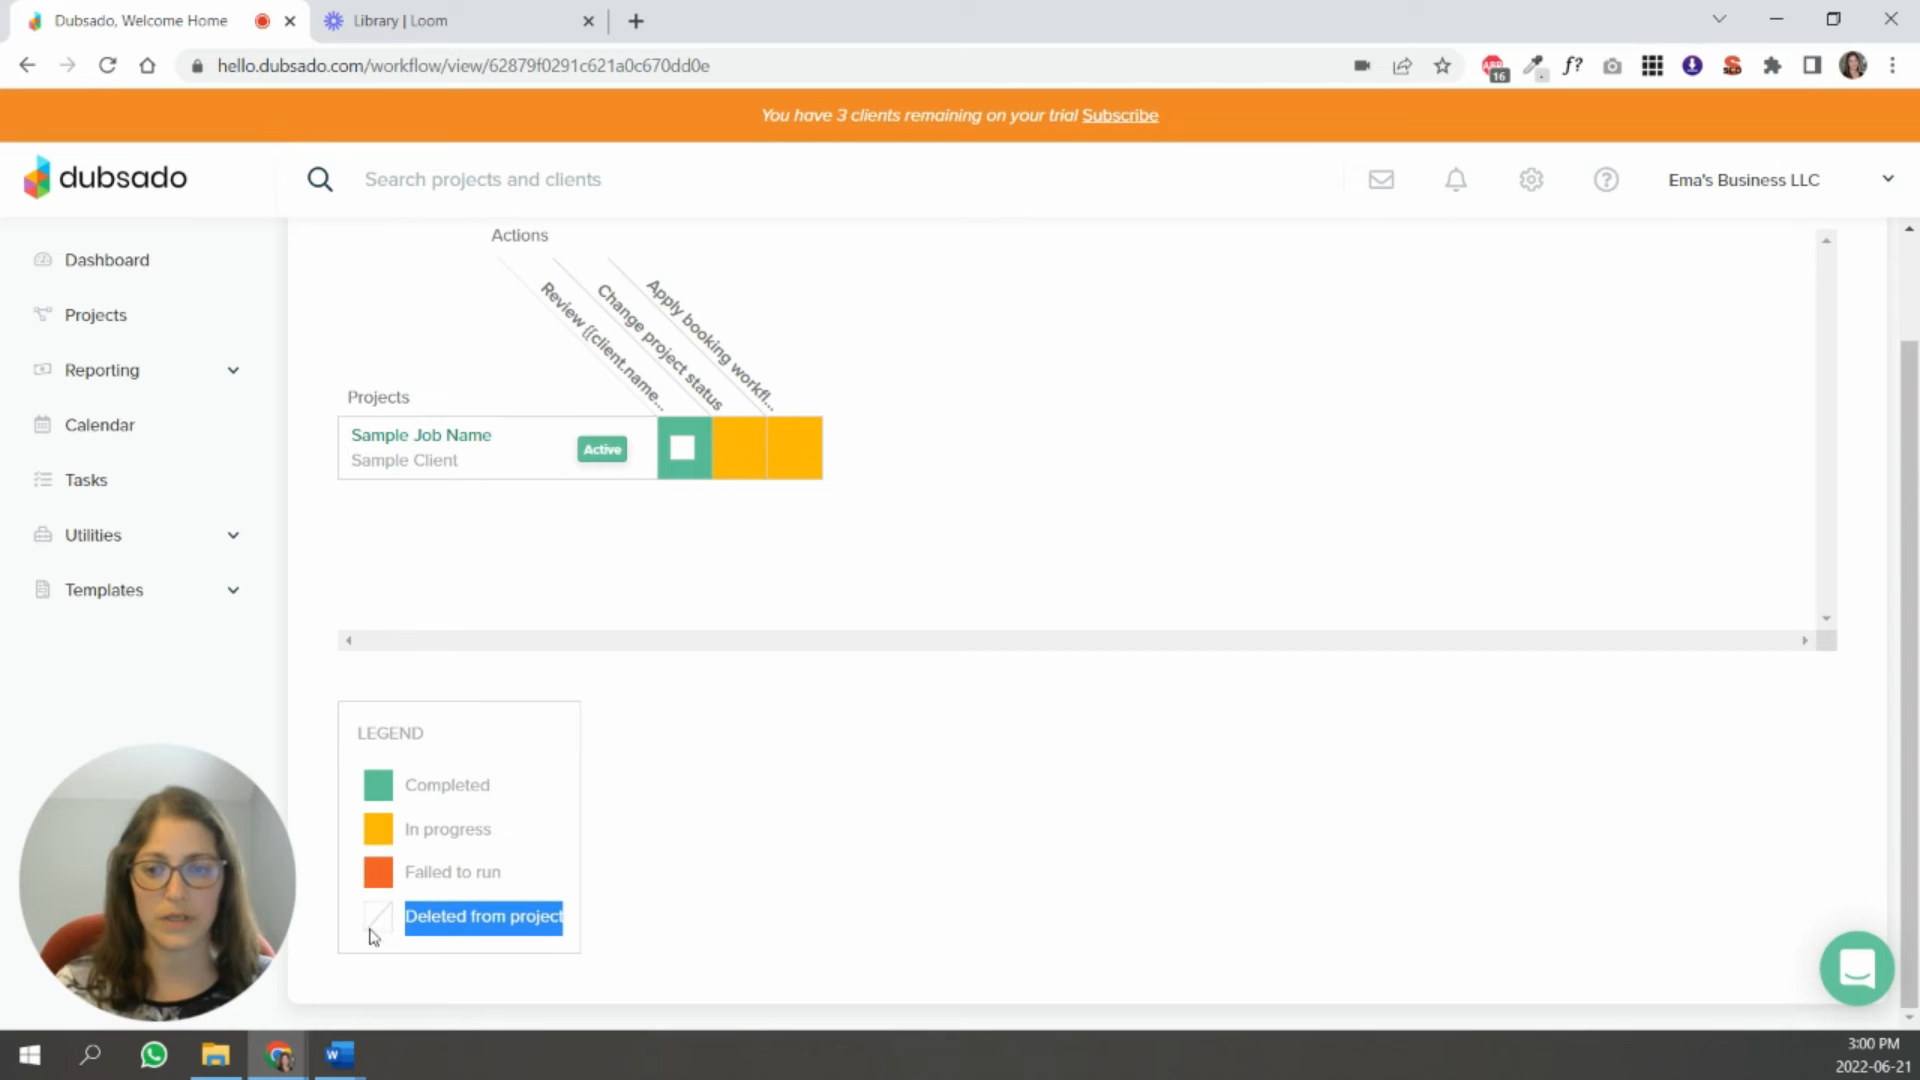 Dubsado, Welcome Home
Library | Loom
hello.dubsado.com/workflow/view/62879f0291c621a0c670dd0e
16
f?
You have 3 clients remaining on your trial Subscribe
dubsado
Search projects and clients
Ema's Business LLC
Dashboard
Projects
Reporting
Calendar
Tasks
Utilities
Templates
Actions
Review {{client.name...
Change project status
Apply booking workfl...
Projects
Sample Job Name
Active
Sample Client
LEGEND
Completed
In progress
Failed to run
Deleted from project
3:00 PM
2022-06-21